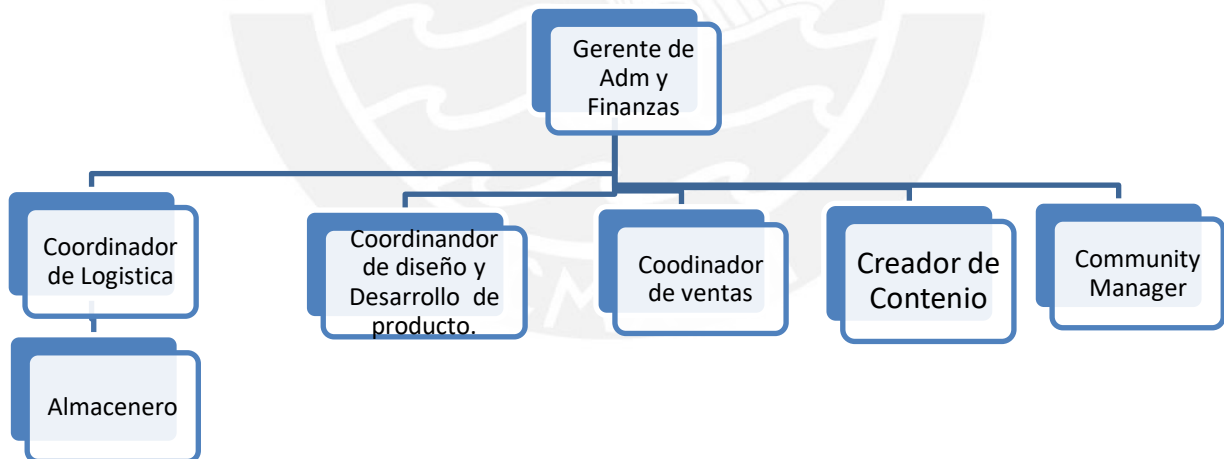 Gerente de
Adm y
Finanzas
Coordinador
de Logistica
Coordinandor
de diseño y
Desarrollo de
producto.
Coodinador
de ventas
Creador de
Contenio
Community
Manager
Almacenero